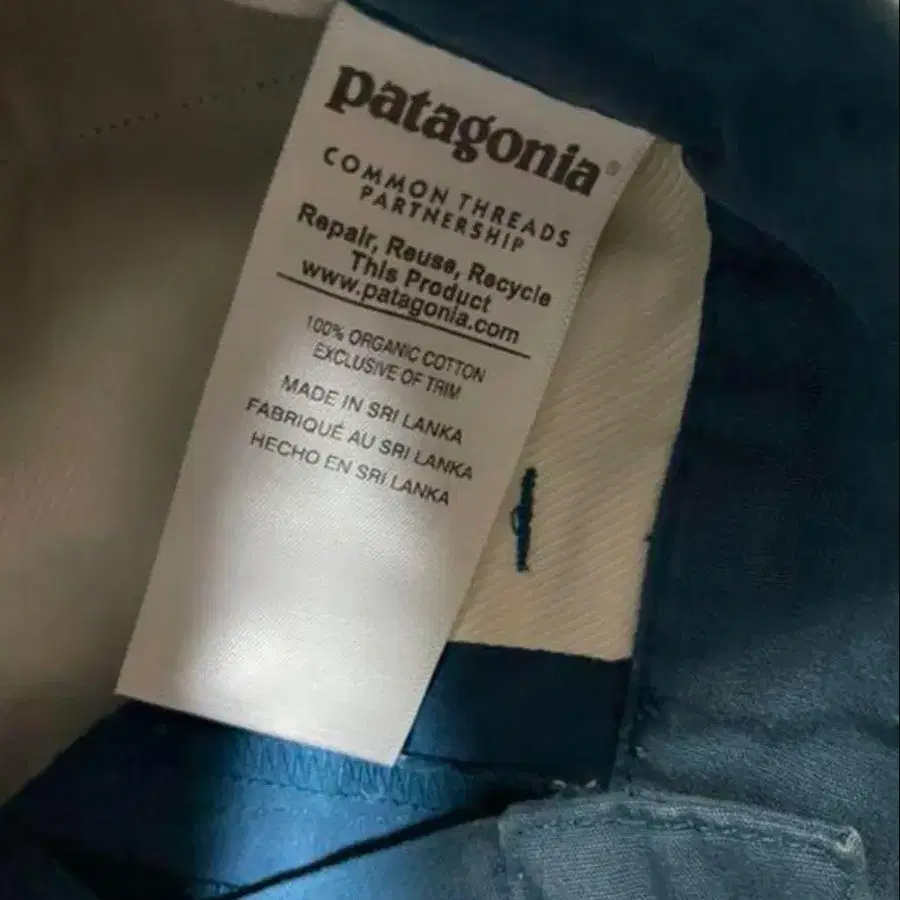 patagonia®
COMMON THREADS
PARTNERSHIP
Repair, Reuse, Recycle
This Product
www.patagonia.com
100% ORGANIC COTTON
EXCLUSIVE OF TRIM
MADE IN SRI LANKA
FABRIQUÉ AU SRI LANKA
HECHO EN SRI LANKA